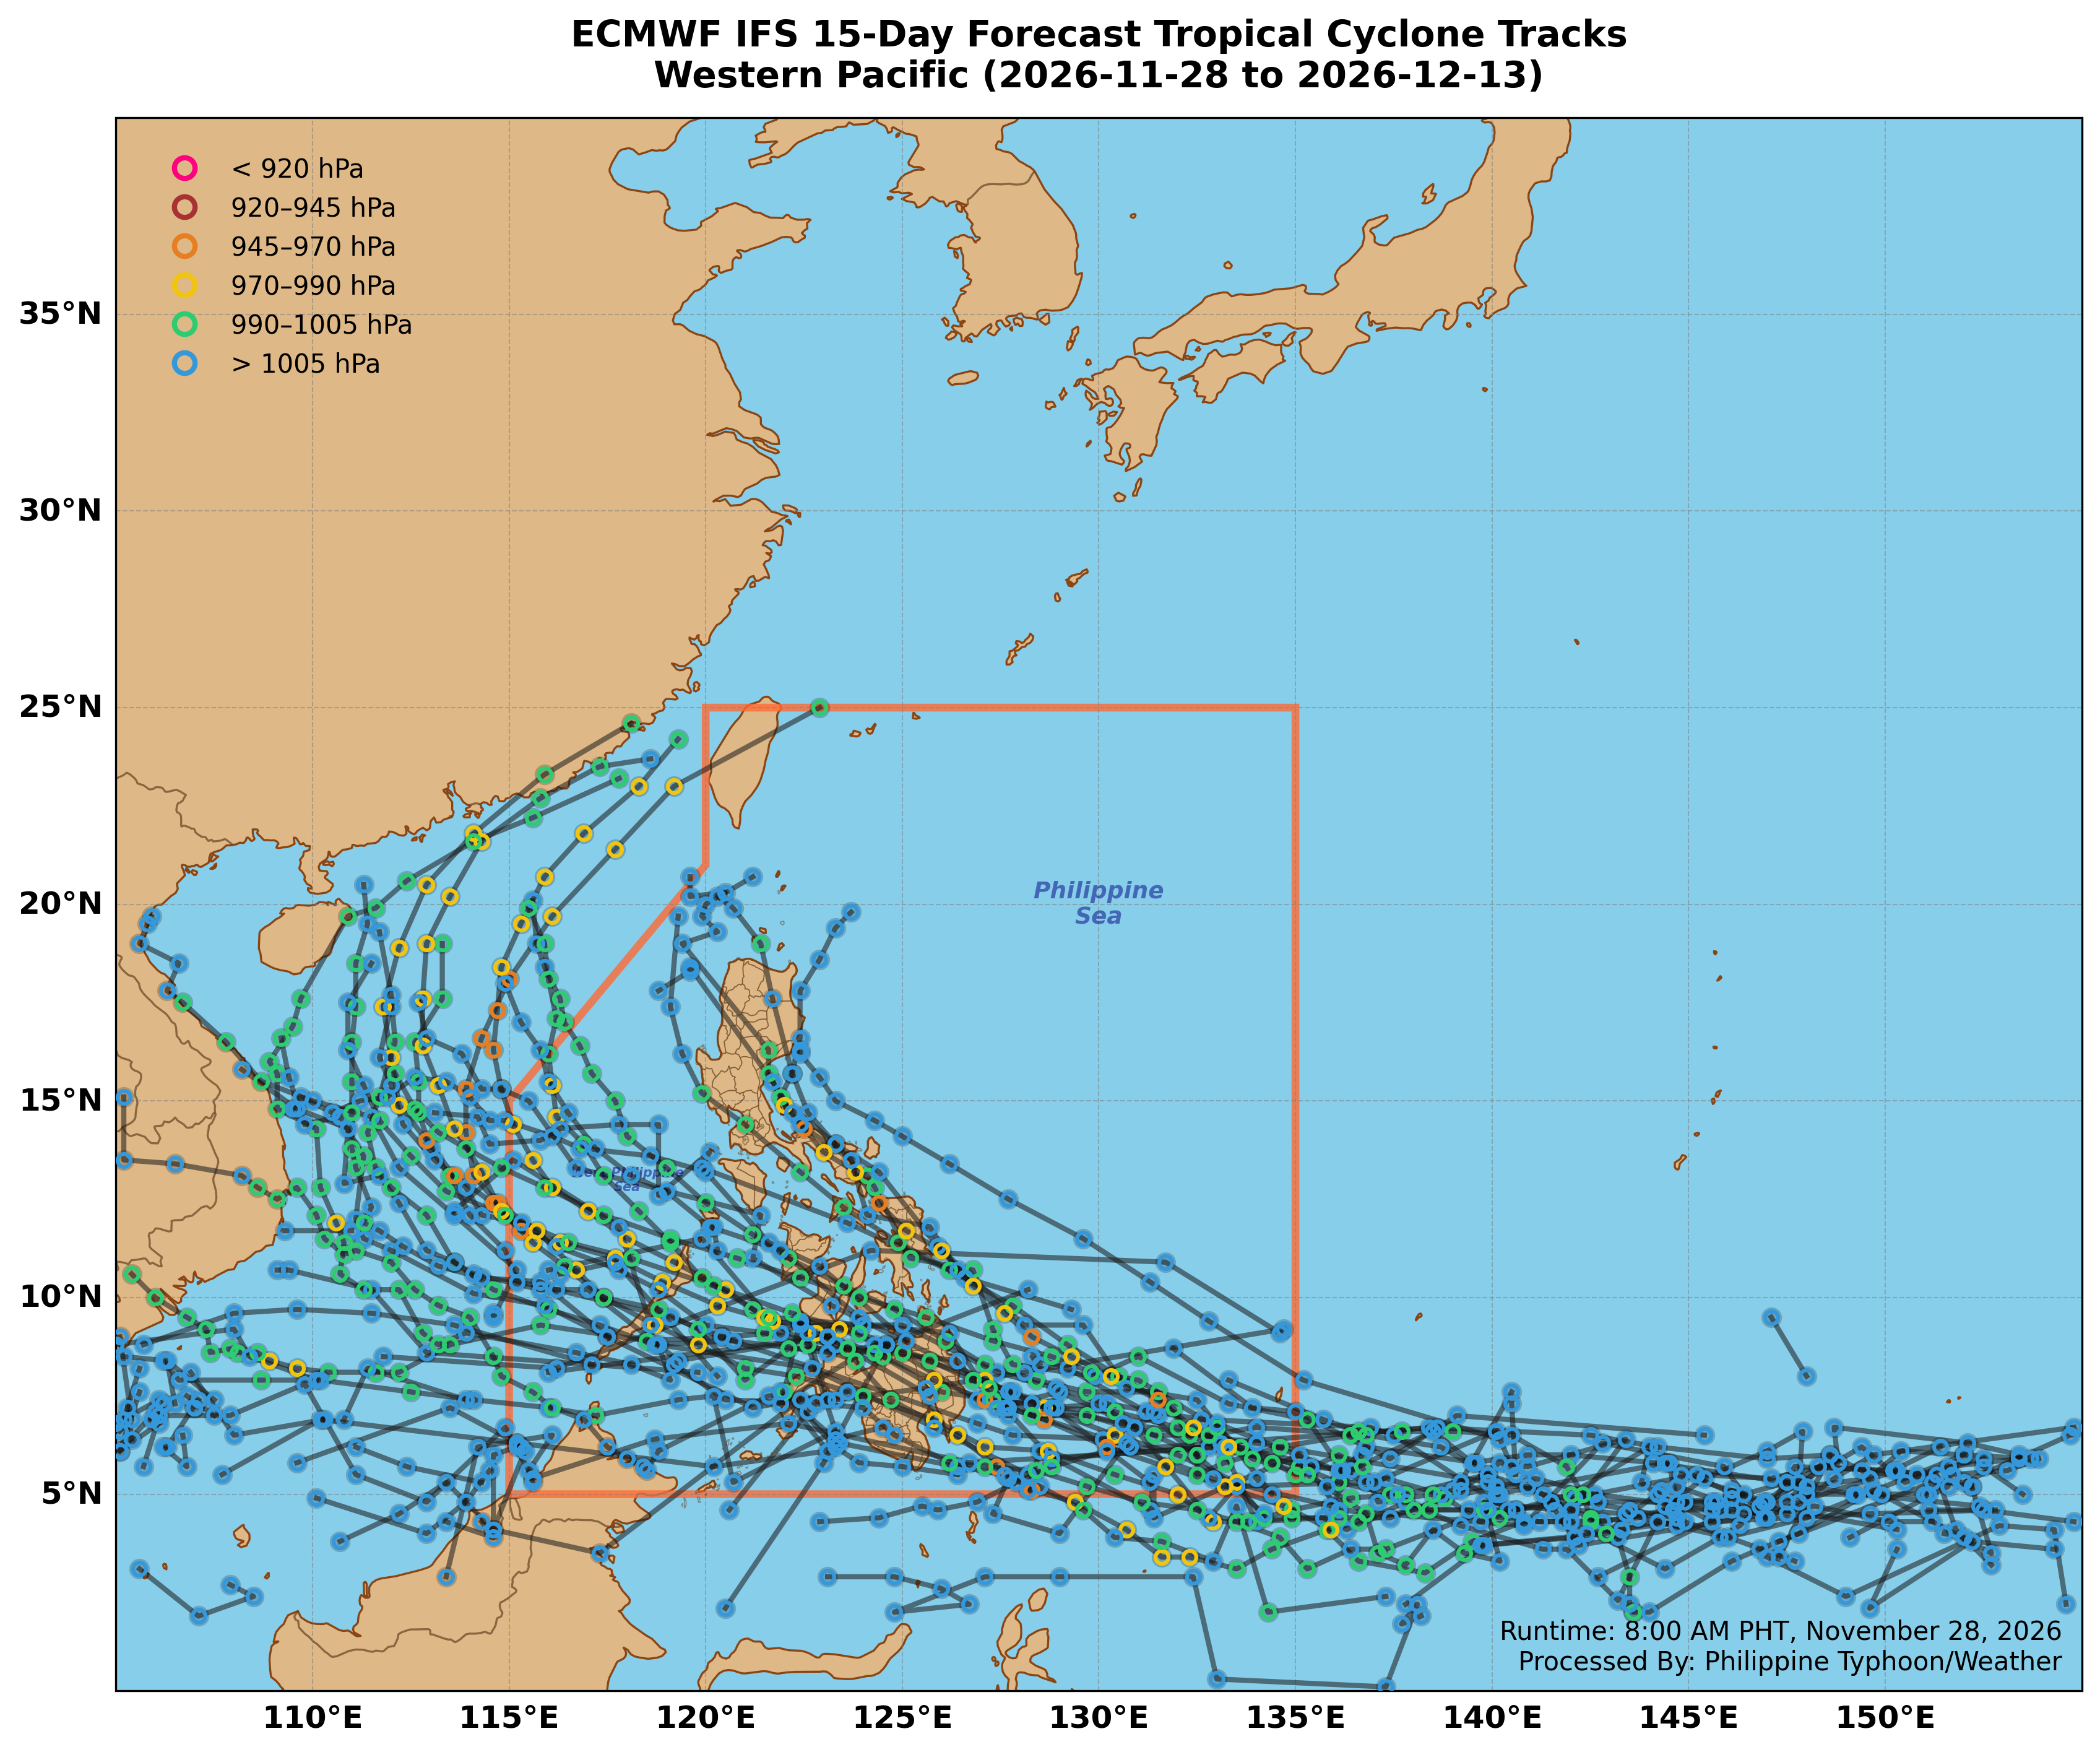 ECMWF IFS 15-Day Forecast Tropical Cyclone Tracks
Western Pacific (2026-11-28 to 2026-12-13)
< 920 hPa
920–945 hPa
945–970 hPa
970–990 hPa
990–1005 hPa
> 1005 hPa
35°N
30°N
25°N
20°N
15°N
10°N
5°N
Philippine
Sea
Philippine
Sea
Runtime: 8:00 AM PHT, November 28, 2026
Processed By: Philippine Typhoon/Weather
110°E
115°E
120°E
125°E
130°E
135°E
140°E
145°E
150°E